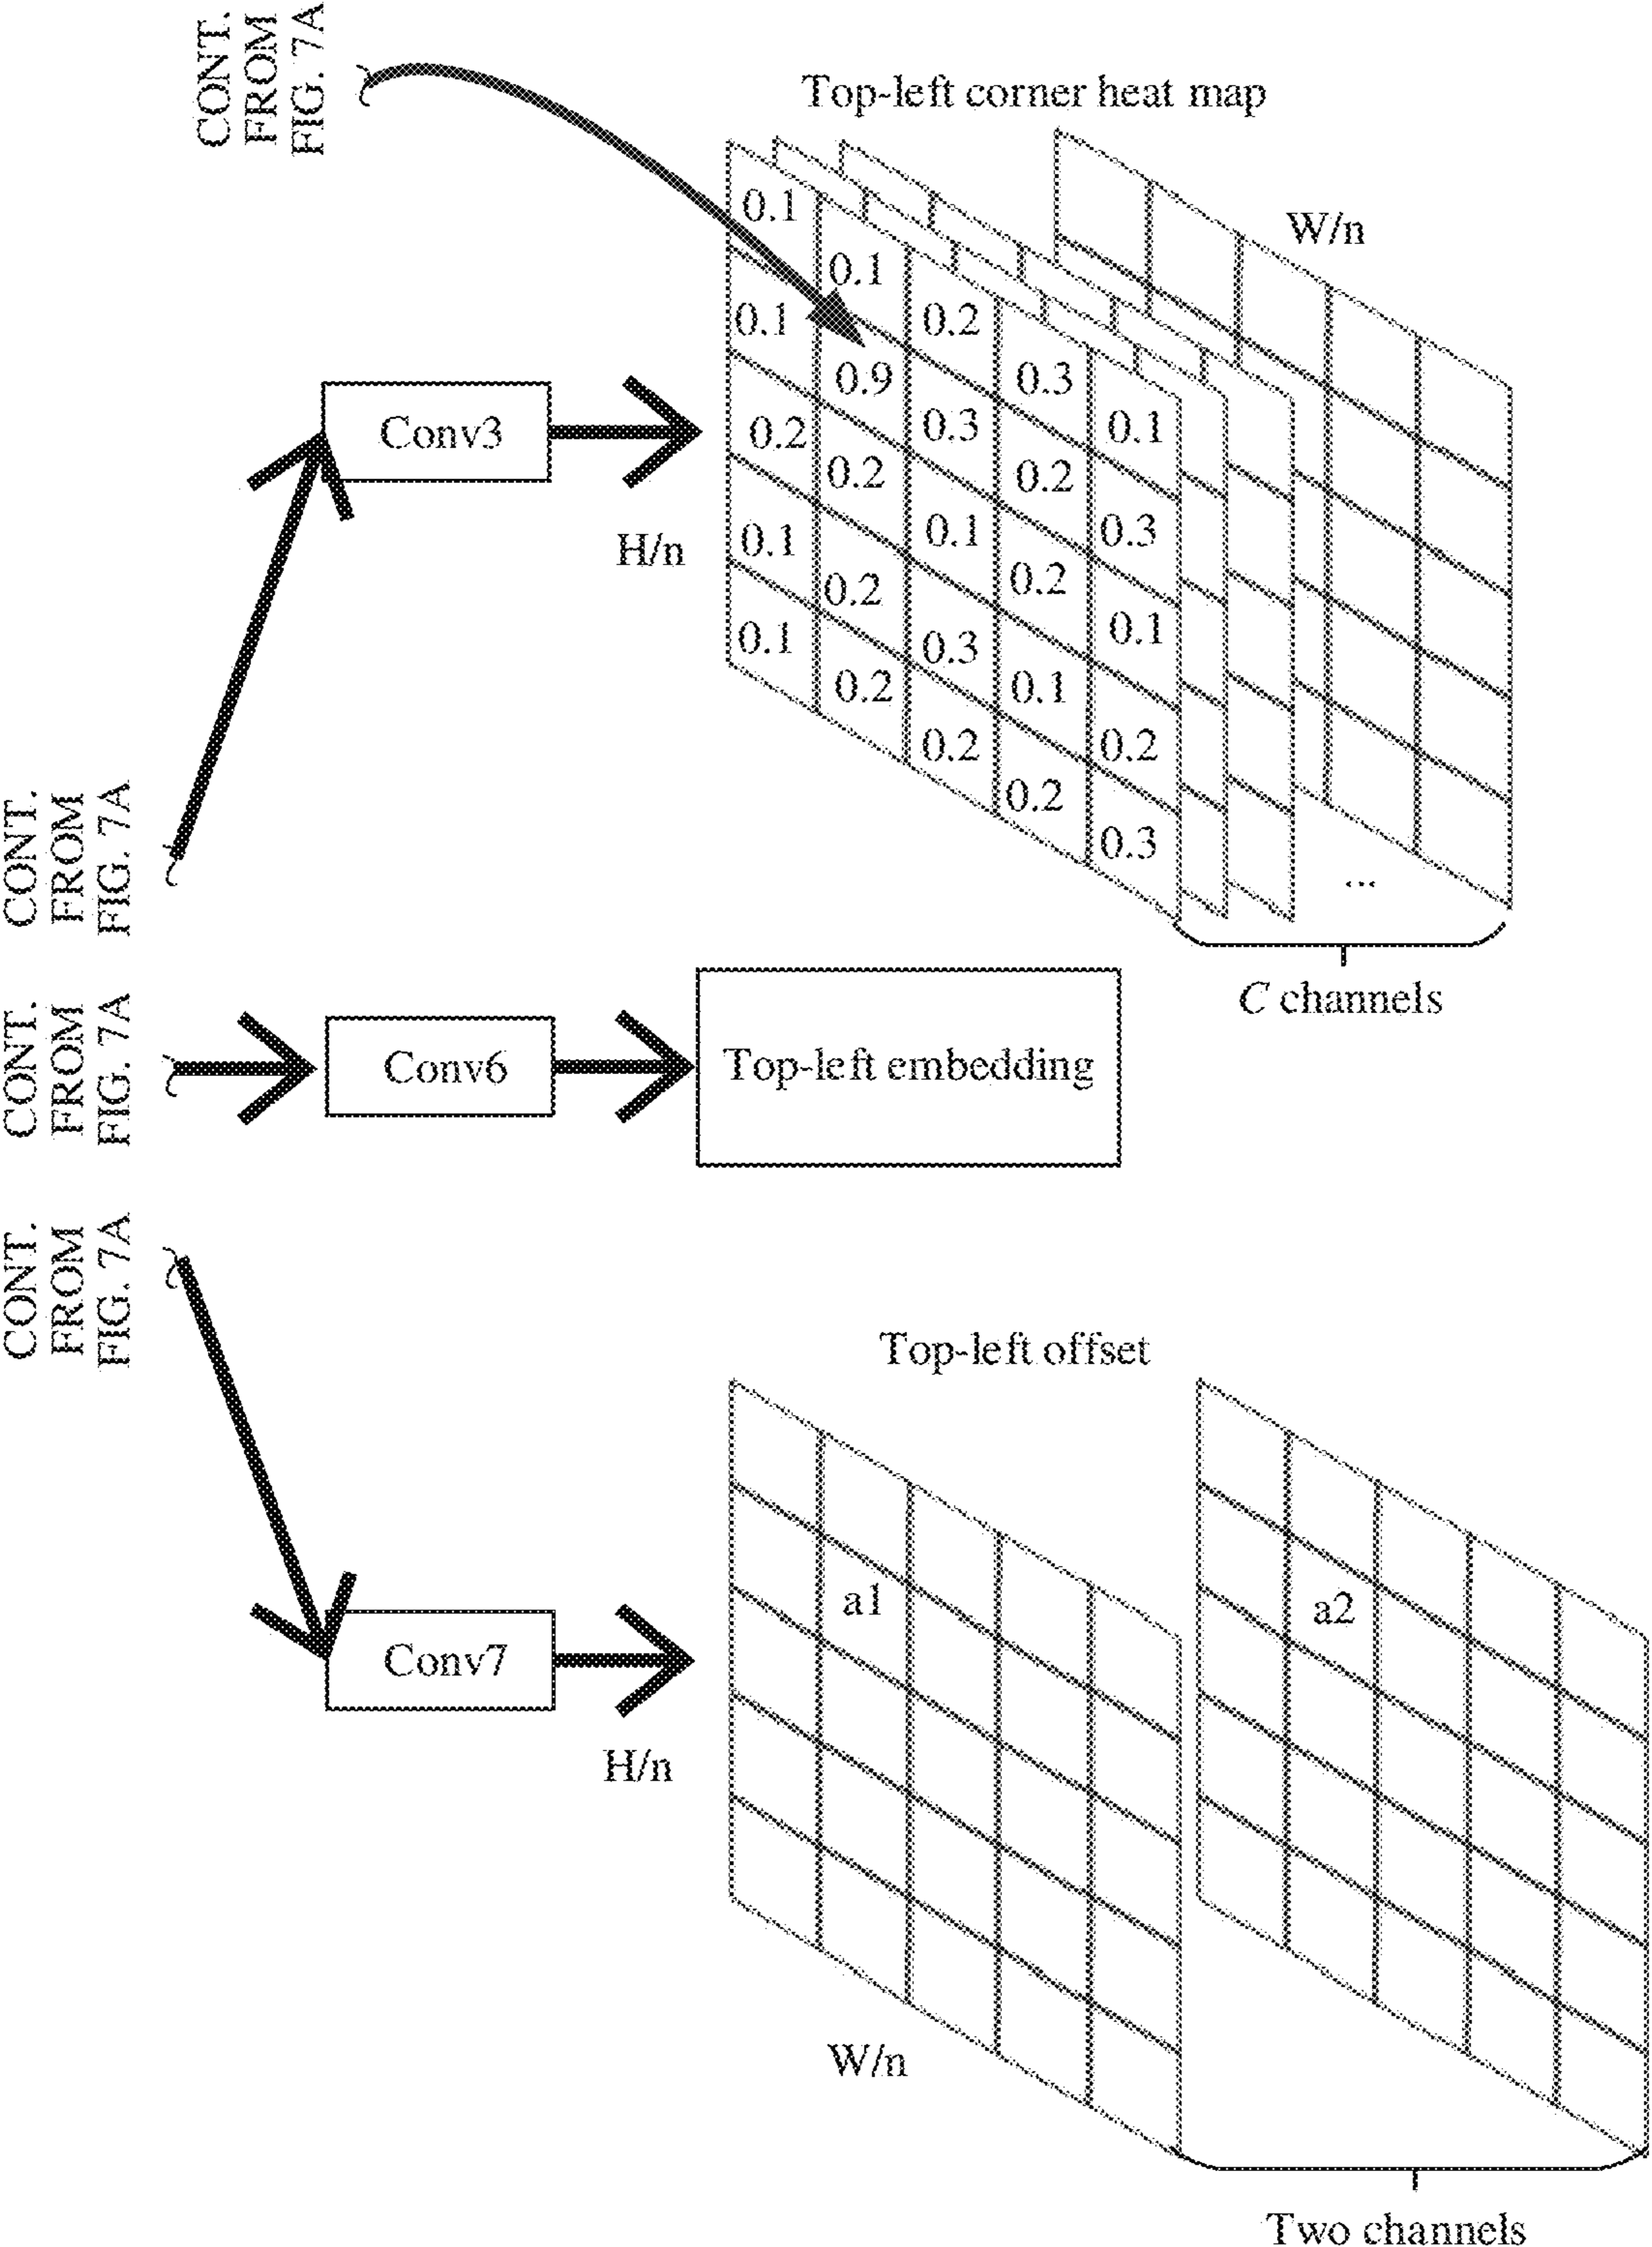 CONT.
FROM
FIG. 7A
Top-left corner heat map
W/n
0.1
0.1
0.2
0.3
0.1
0.1
0.9
0.3
0.2
0.3
0.2
0.2
0.1
0.2
0.1
0.1
0.2
0.3
0.1
0.2
0.1
0.2
0.2
0.2
0.3
Conv3
H/n
...
C channels
CONT.
FROM
FIG. 7A
CONT.
FROM
FIG. 7A
Conv6
Top-left embedding
CONT.
FROM
FIG. 7A
Top-left offset
a1
a2
Conv7
H/n
W/n
Two channels